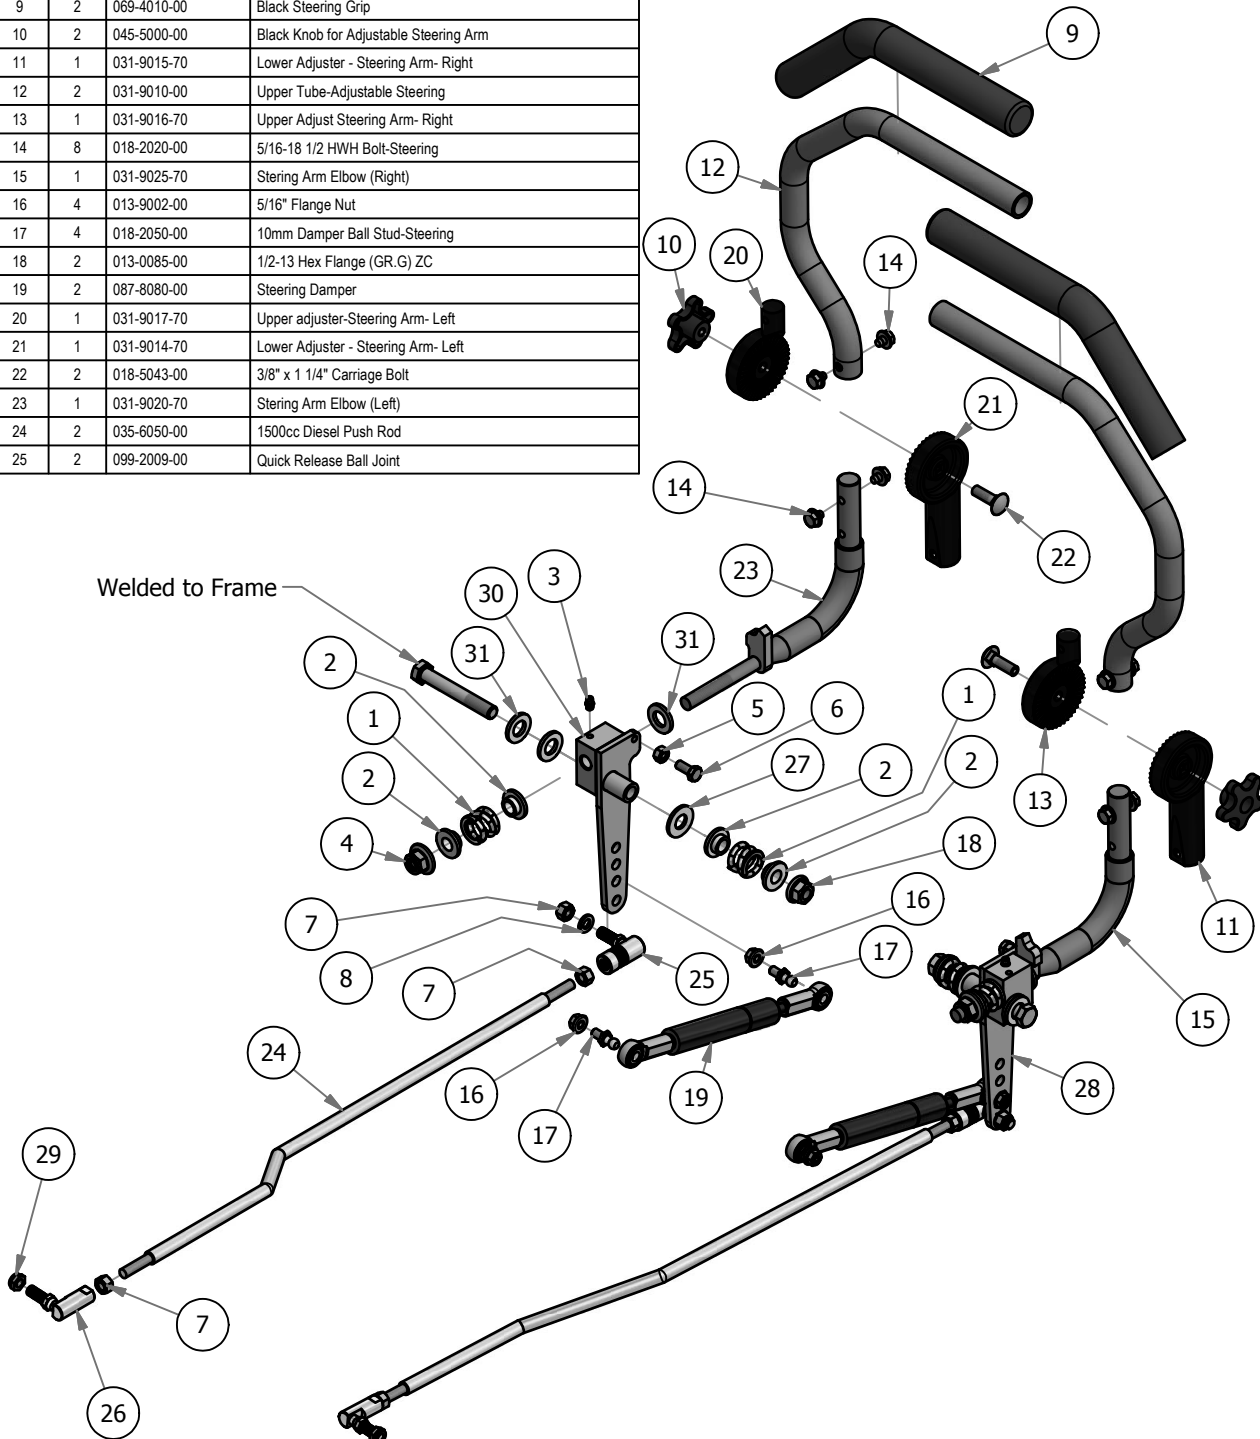 9 2 069-4010-00 Black Steering Grip
10 2 045-5000-00 Black Knob for Adjustable Steering Arm
11 1 031-9015-70 Lower Adjuster - Steering Arm- Right
12 2 031-9010-00 Upper Tube-Adjustable Steering
13 1 031-9016-70 Upper Adjust Steering Arm- Right
14 8 018-2020-00 5/16-18 1/2 HWH Bolt-Steering
15 1 031-9025-70 Stering Arm Elbow (Right)
16 4 013-9002-00 5/16" Flange Nut
17 4 018-2050-00 10mm Damper Ball Stud-Steering
18 2 013-0085-00 1/2-13 Hex Flange (GR.G) ZC
19 2 087-8080-00 Steering Damper
20 1 031-9017-70 Upper adjuster-Steering Arm- Left
21 1 031-9014-70 Lower Adjuster - Steering Arm- Left
22 2 018-5043-00 3/8" x 1 1/4" Carriage Bolt
23 1 031-9020-70 Stering Arm Elbow (Left)
24 2 035-6050-00 1500cc Diesel Push Rod
25 2 099-2009-00 Quick Release Ball Joint
9
12
10
20
14
21
14
22
23
3
30
Welded to Frame
31
2
31
1
5
6
1
27
2
2
2
13
4
18
16
7
11
17
8
7
25
15
24
16
19
28
17
29
7
26